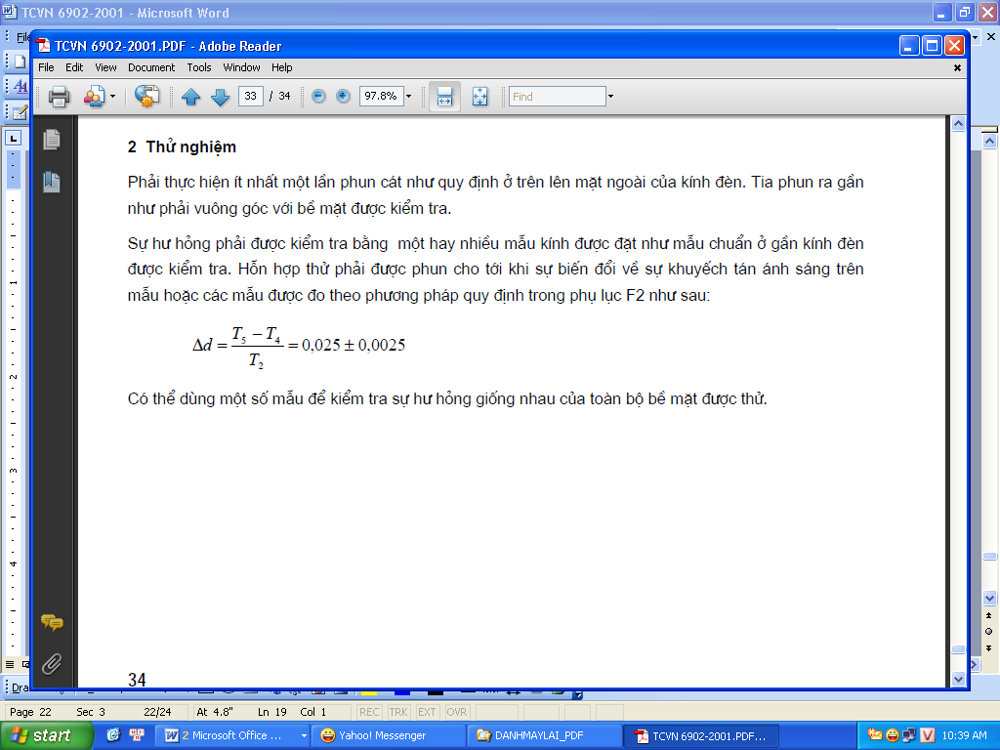 TCVN 6902-2001 - Microsoft Word
TCVN 6902-2001.PDF - Adobe Reader
File Edit View Document Tools Window Help
33 / 34 97.8% Find
2 Thử nghiệm
Phải thực hiện ít nhất một lần phun cát như quy định ở trên lên mặt ngoài của kính đèn. Tia phun ra gần
như phải vuông góc với bề mặt được kiểm tra.
Sự hư hỏng phải được kiểm tra bằng một hay nhiều mẫu kính được đặt như mẫu chuẩn ở gần kính đèn
được kiểm tra. Hỗn hợp thử phải được phun cho tới khi sự biến đổi về sự khuyếch tán ánh sáng trên
mẫu hoặc các mẫu được đo theo phương pháp quy định trong phụ lục F2 như sau:
Δd = (T5 − T4) / T2 = 0,025 ± 0,0025
Có thể dùng một số mẫu để kiểm tra sự hư hỏng giống nhau của toàn bộ bề mặt được thử.
34
Page 22 Sec 3 22/24 At 4.8" Ln 19 Col 1 REC TRK EXT OVR
start 2 Microsoft Office ... Yahoo! Messenger DANHMAYLAI_PDF TCVN 6902-2001.PDF... 10:39 AM